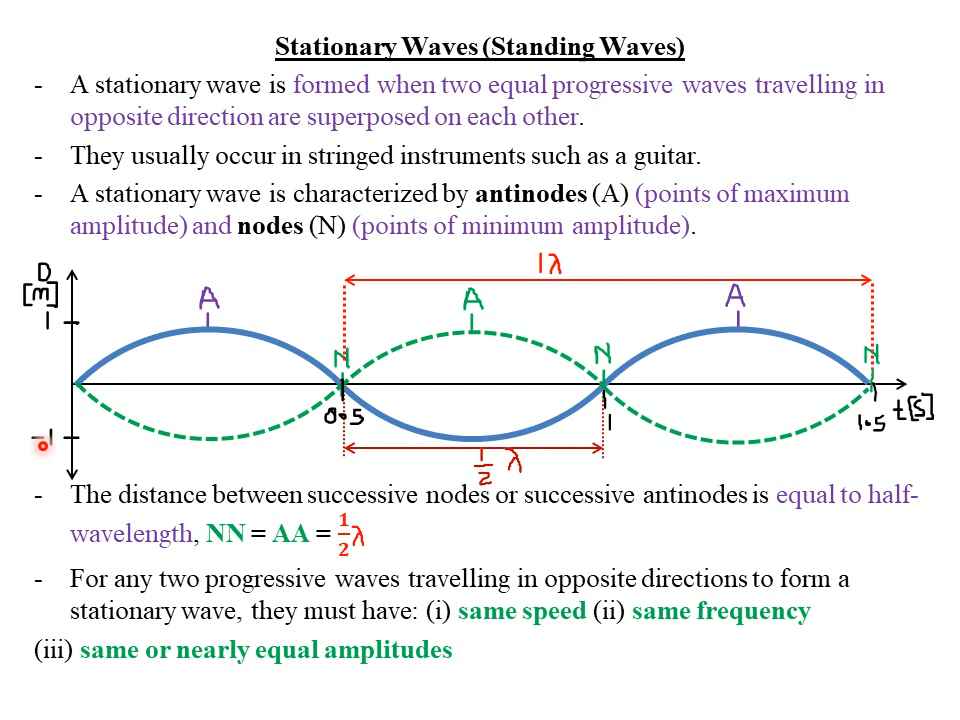 Stationary Waves (Standing Waves)
- A stationary wave is formed when two equal progressive waves travelling in
opposite direction are superposed on each other.
- They usually occur in stringed instruments such as a guitar.
- A stationary wave is characterized by antinodes (A) (points of maximum
amplitude) and nodes (N) (points of minimum amplitude).
D
[m]
1λ
A
A
A
1
N
N
N
0.5
1
1.5
t[s]
-1
1/2 λ
- The distance between successive nodes or successive antinodes is equal to half-
wavelength, NN = AA = 1/2 λ
- For any two progressive waves travelling in opposite directions to form a
stationary wave, they must have: (i) same speed (ii) same frequency
(iii) same or nearly equal amplitudes